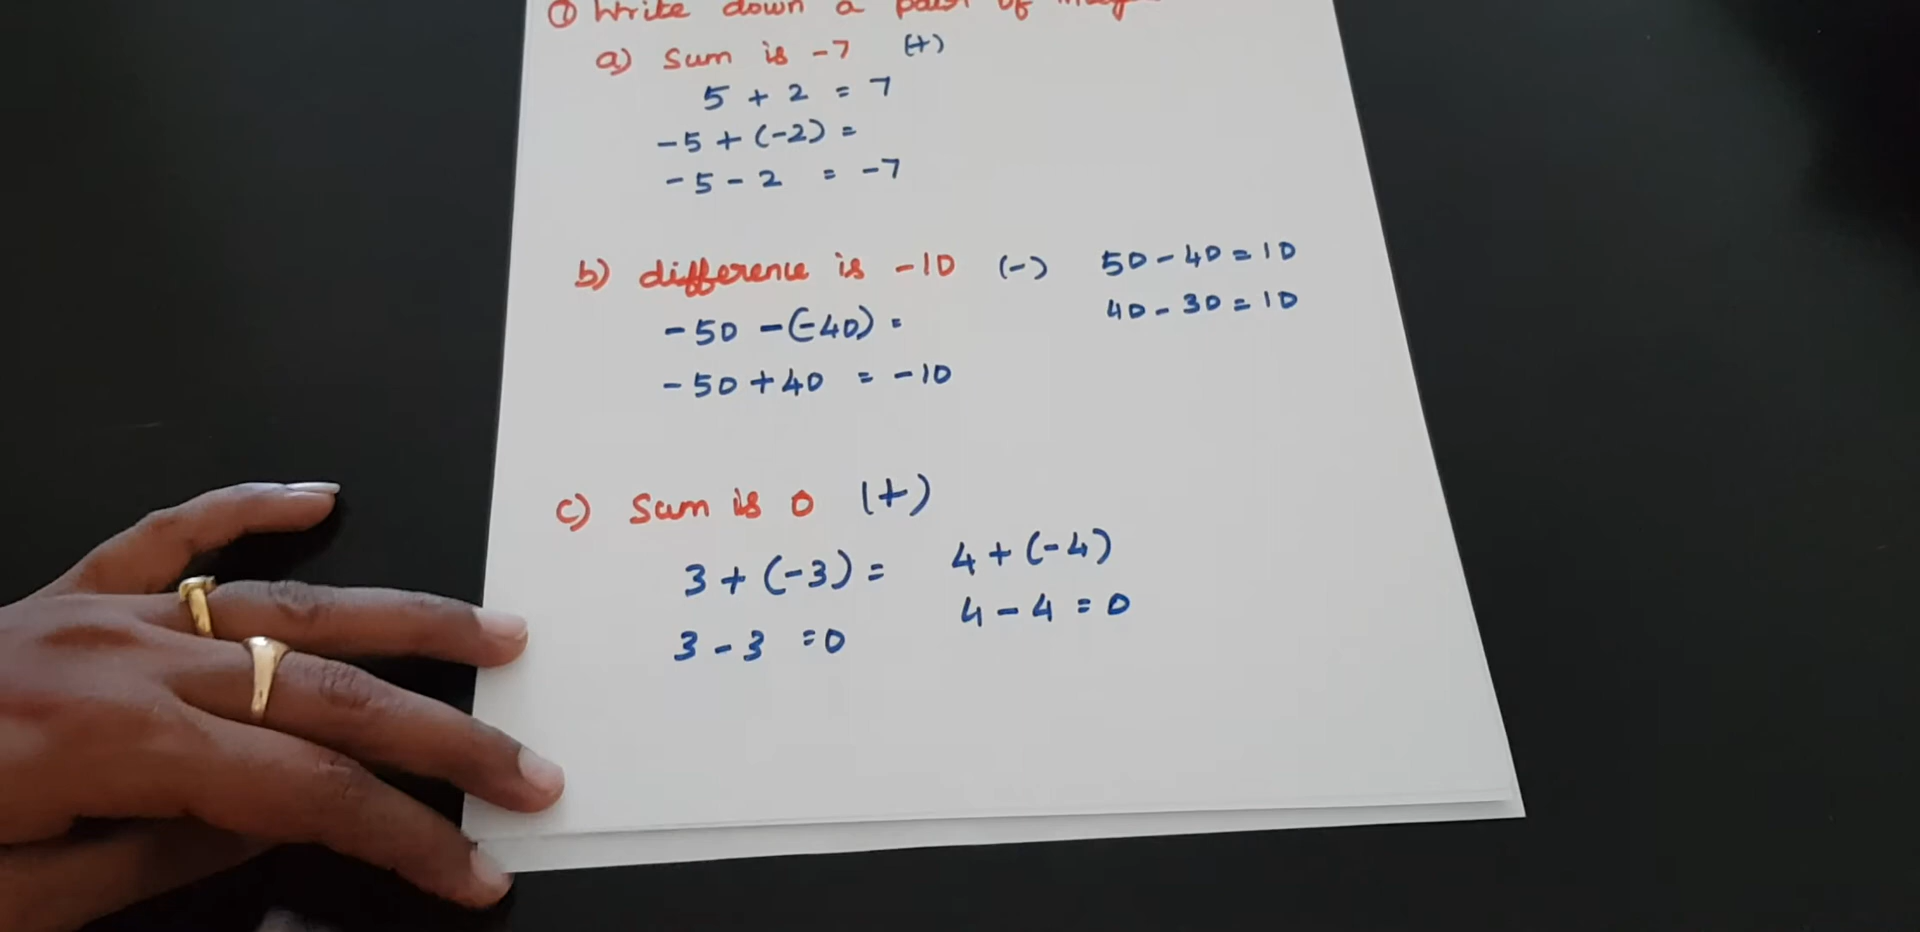 ① Write down a pair of
a) Sum is -7 (+)
5 + 2 = 7
-5 + (-2) =
-5 - 2 = -7
b) difference is -10 (-) 50 - 40 = 10
-50 - (-40) = 40 - 30 = 10
-50 + 40 = -10
c) Sum is 0 (+)
3 + (-3) = 4 + (-4)
3 - 3 = 0 4 - 4 = 0